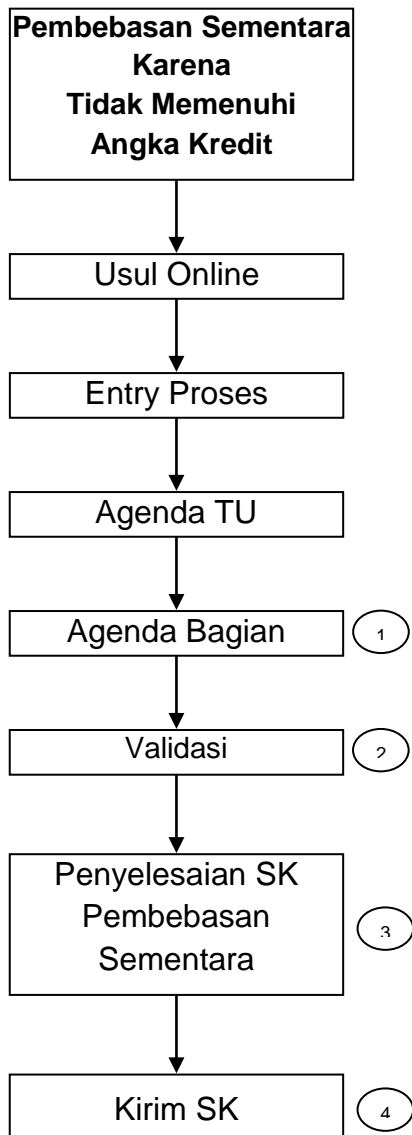 Pembebasan Sementara
Karena
Tidak Memenuhi
Angka Kredit
Usul Online
Entry Proses
Agenda TU
Agenda Bagian
1
Validasi
2
Penyelesaian SK
Pembebasan
Sementara
3
Kirim SK
4